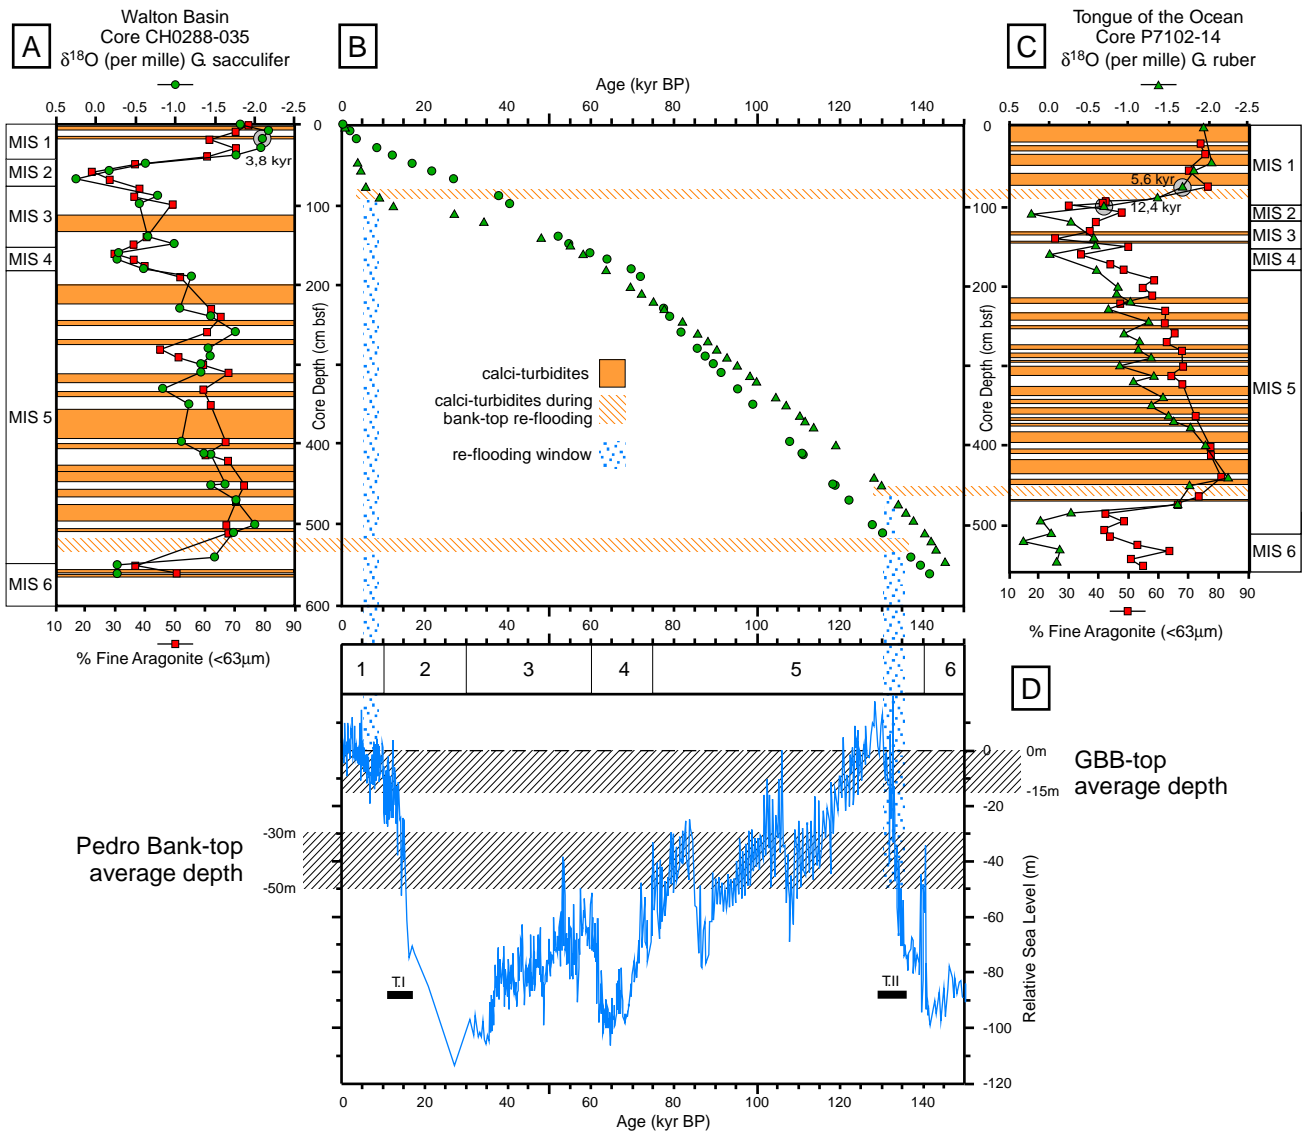 A
Walton Basin
Core CH0288-035
δ18O (per mille) G. sacculifer
0.5 0.0 -0.5 -1.0 -1.5 -2.0 -2.5
MIS 1
MIS 2
MIS 3
MIS 4
MIS 5
MIS 6
3,8 kyr
10 20 30 40 50 60 70 80 90
% Fine Aragonite (<63μm)
B
Age (kyr BP)
0 20 40 60 80 100 120 140
0
100
200
300
400
500
600
Core Depth (cm bsf)
calci-turbidites
calci-turbidites during
bank-top re-flooding
re-flooding window
0 20 40 60 80 100 120 140
C
Tongue of the Ocean
Core P7102-14
δ18O (per mille) G. ruber
0.5 0.0 -0.5 -1.0 -1.5 -2.0 -2.5
0
100
200
300
400
500
Core Depth (cm bsf)
5.6 kyr
12,4 kyr
MIS 1
MIS 2
MIS 3
MIS 4
MIS 5
MIS 6
10 20 30 40 50 60 70 80 90
% Fine Aragonite (<63μm)
1 2 3 4 5 6
D
0
-20
-40
-60
-80
-100
-120
Relative Sea Level (m)
0m
-15m
GBB-top
average depth
-30m
-50m
Pedro Bank-top
average depth
T.I
T.II
0 20 40 60 80 100 120 140
Age (kyr BP)